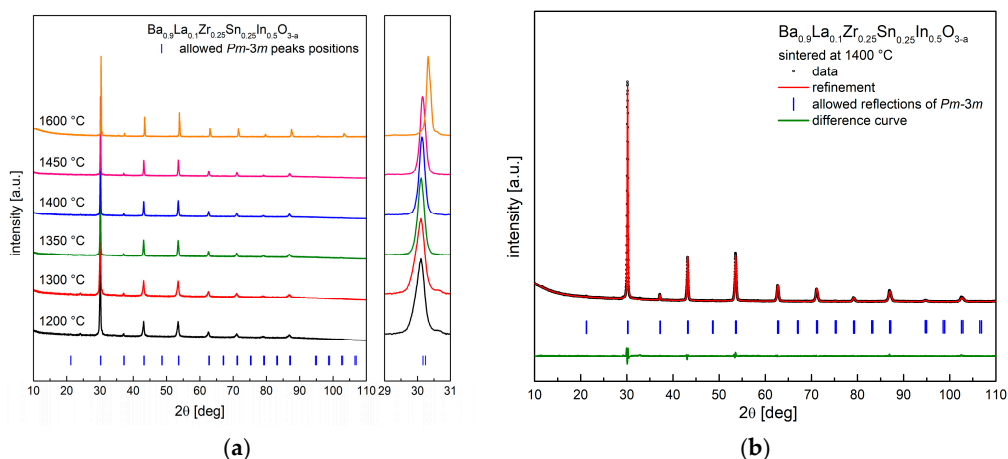 Ba0.9La0.1Zr0.25Sn0.25In0.5O3-a
allowed Pm-3m peaks positions
1600 °C
1450 °C
1400 °C
1350 °C
1300 °C
1200 °C
intensity [a.u.]
10 20 30 40 50 60 70 80 90 100 110
29 30 31
2θ [deg]
(a)
Ba0.9La0.1Zr0.25Sn0.25In0.5O3-a
sintered at 1400 °C
data
refinement
allowed reflections of Pm-3m
difference curve
intensity [a.u.]
10 20 30 40 50 60 70 80 90 100 110
2θ [deg]
(b)